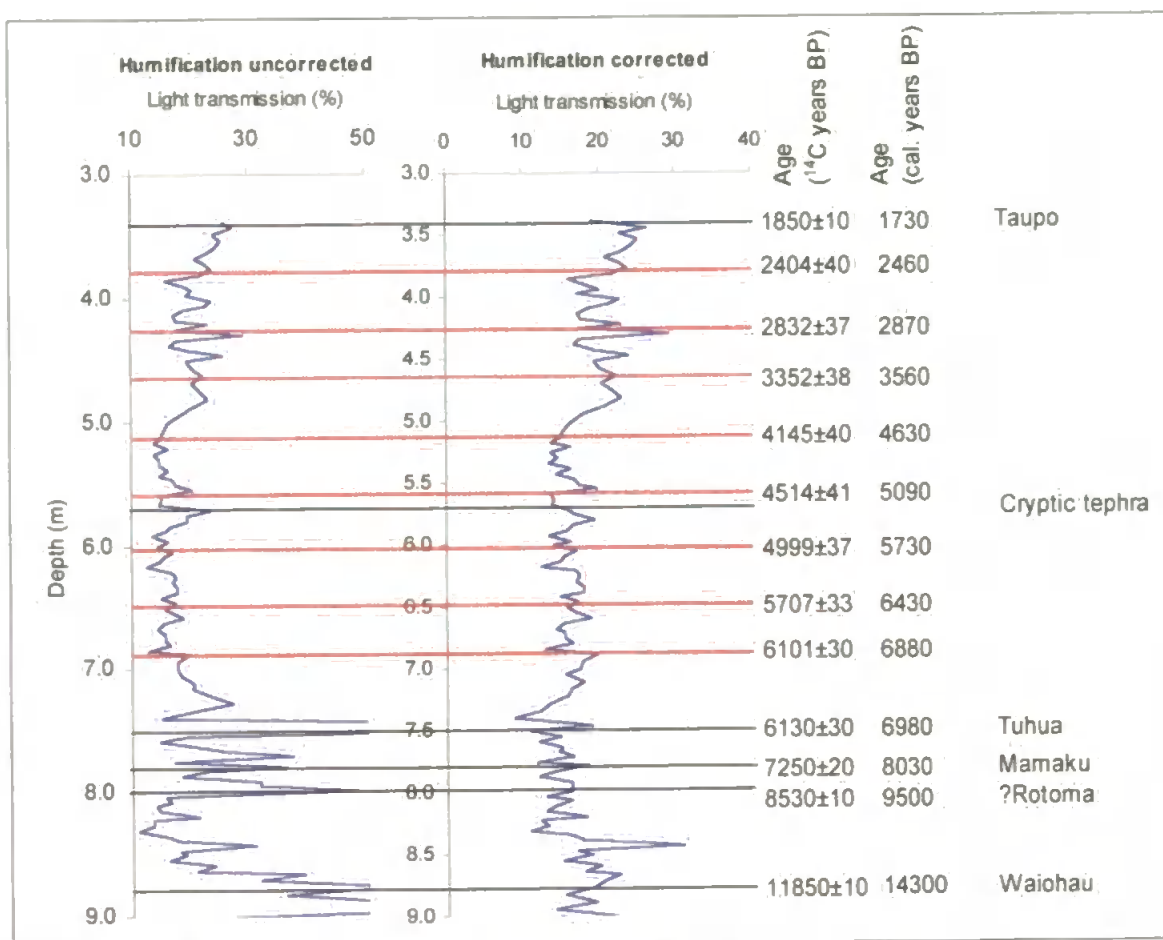 Humification uncorrected
Light transmission (%)
10 30 50
Humification corrected
Light transmission (%)
0 10 20 30 40
Age
(¹⁴C years BP)
Age
(cal. years BP)
Depth (m)
3.0
4.0
5.0
6.0
7.0
8.0
9.0
3.0
3.5
4.0
4.5
5.0
5.5
6.0
6.5
7.0
7.5
8.0
8.5
9.0
1850±10 1730 Taupo
2404±40 2460
2832±37 2870
3352±38 3560
4145±40 4630
4514±41 5090
Cryptic tephra
4999±37 5730
5707±33 6430
6101±30 6880
6130±30 6980 Tuhua
7250±20 8030 Mamaku
8530±10 9500 ?Rotoma
11850±10 14300 Waiohau